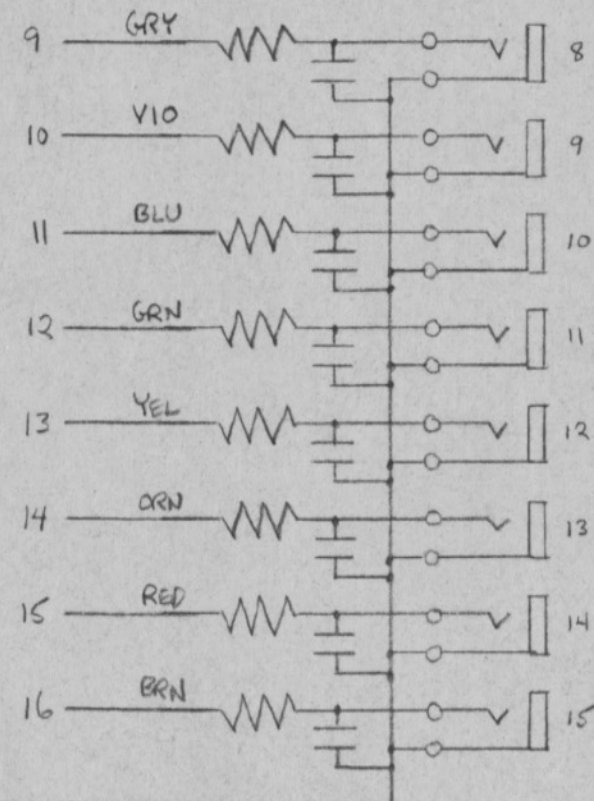 9 GRY 8
10 VIO 9
11 BLU 10
12 GRN 11
13 YEL 12
14 ORN 13
15 RED 14
16 BRN 15